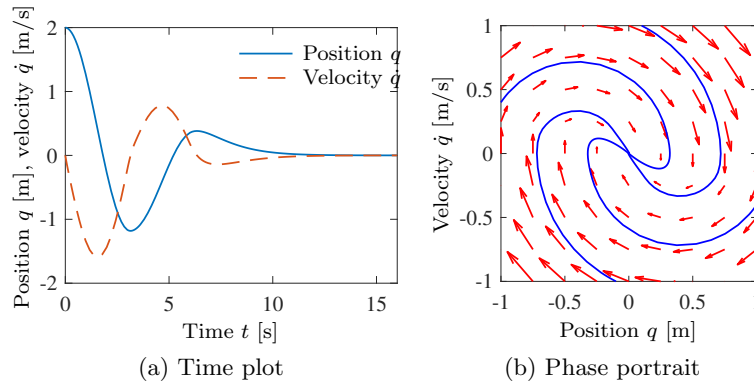 Position q [m], velocity q̇ [m/s]
2
1
0
-1
-2
0
5
10
15
Time t [s]
Position q
Velocity q̇
(a) Time plot
Velocity q̇ [m/s]
1
0.5
0
-0.5
-1
-1
-0.5
0
0.5
Position q [m]
(b) Phase portrait